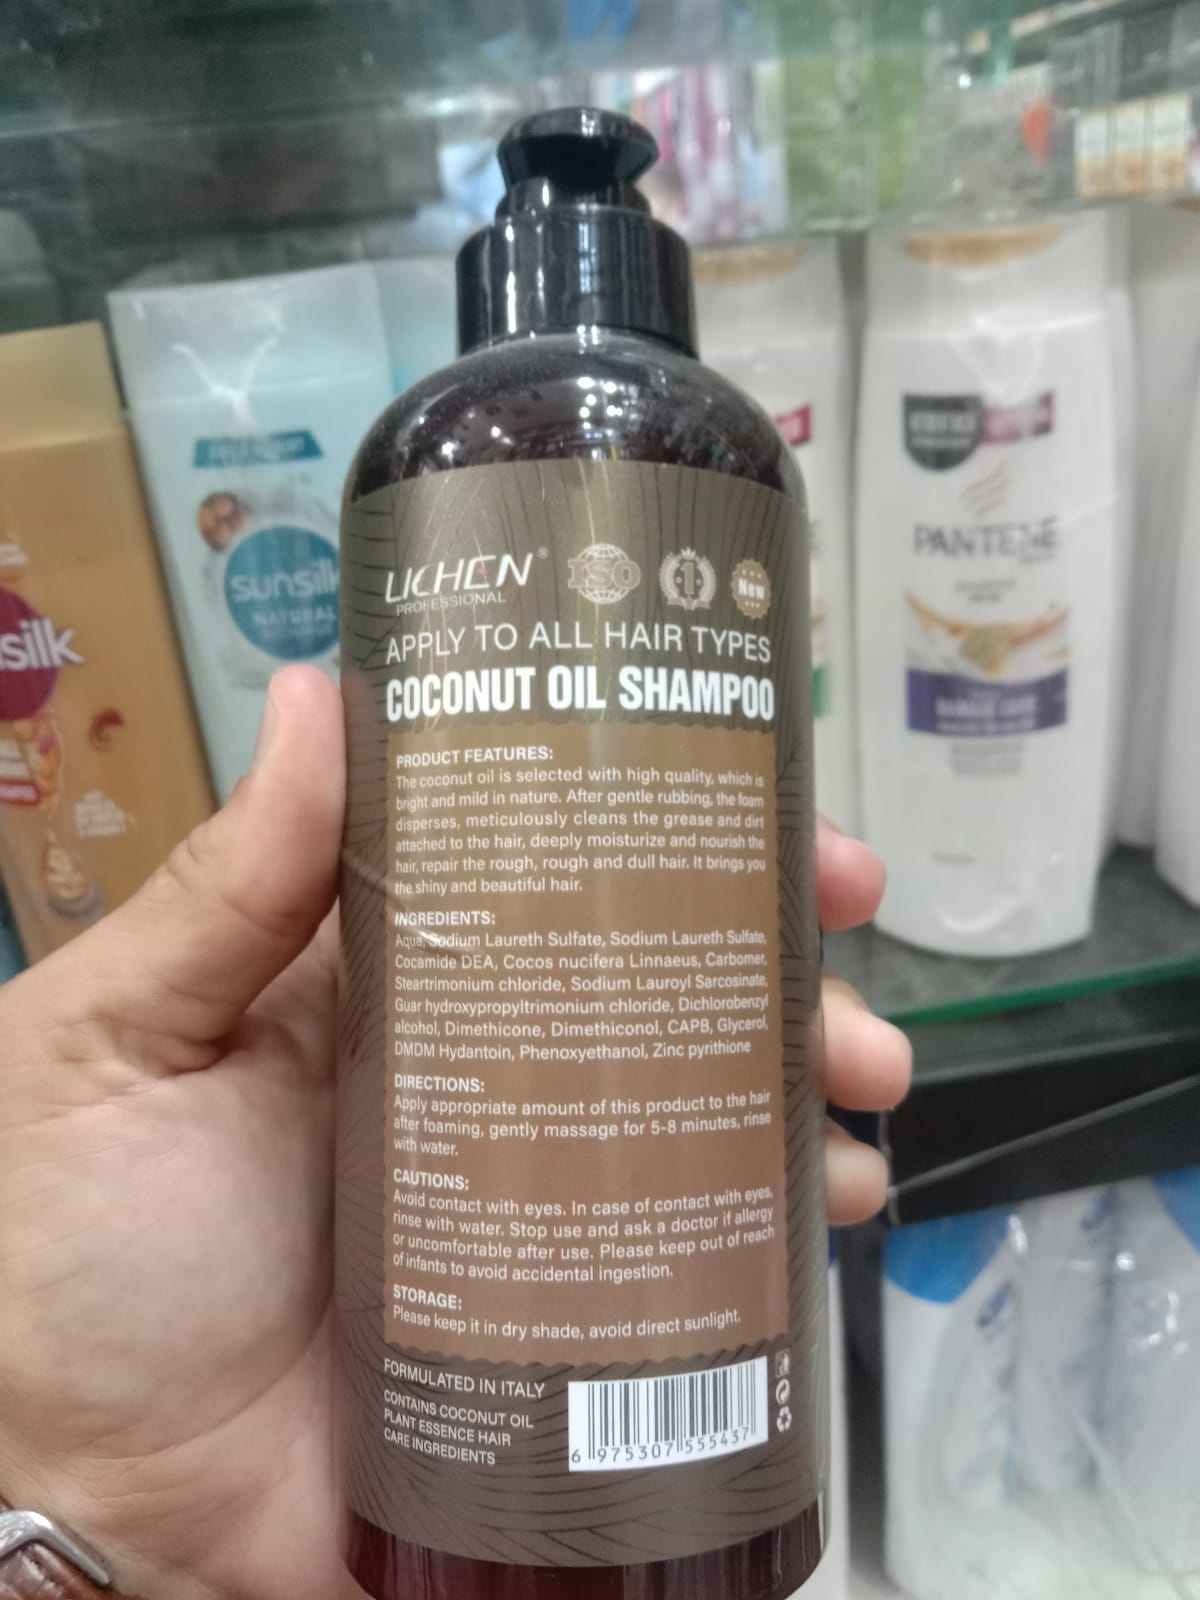 LICHEN®
PROFESSIONAL
ISO
1
New
APPLY TO ALL HAIR TYPES
COCONUT OIL SHAMPOO
PRODUCT FEATURES:
The coconut oil is selected with high quality, which is
bright and mild in nature. After gentle rubbing, the foam
disperses, meticulously cleans the grease and dirt
attached to the hair, deeply moisturize and nourish the
hair, repair the rough, rough and dull hair. It brings you
the shiny and beautiful hair.
INGREDIENTS:
Aqua, Sodium Laureth Sulfate, Sodium Laureth Sulfate,
Cocamide DEA, Cocos nucifera Linnaeus, Carbomer,
Steartrimonium chloride, Sodium Lauroyl Sarcosinate,
Guar hydroxypropyltrimonium chloride, Dichlorobenzyl
alcohol, Dimethicone, Dimethiconol, CAPB, Glycerol,
DMDM Hydantoin, Phenoxyethanol, Zinc pyrithione
DIRECTIONS:
Apply appropriate amount of this product to the hair
after foaming, gently massage for 5-8 minutes, rinse
with water.
CAUTIONS:
Avoid contact with eyes. In case of contact with eyes,
rinse with water. Stop use and ask a doctor if allergy
or uncomfortable after use. Please keep out of reach
of infants to avoid accidental ingestion.
STORAGE:
Please keep it in dry shade, avoid direct sunlight.
FORMULATED IN ITALY
CONTAINS COCONUT OIL
PLANT ESSENCE HAIR
CARE INGREDIENTS
6 975307 555437
sunsilk
NATURAL
silk
PANTENE